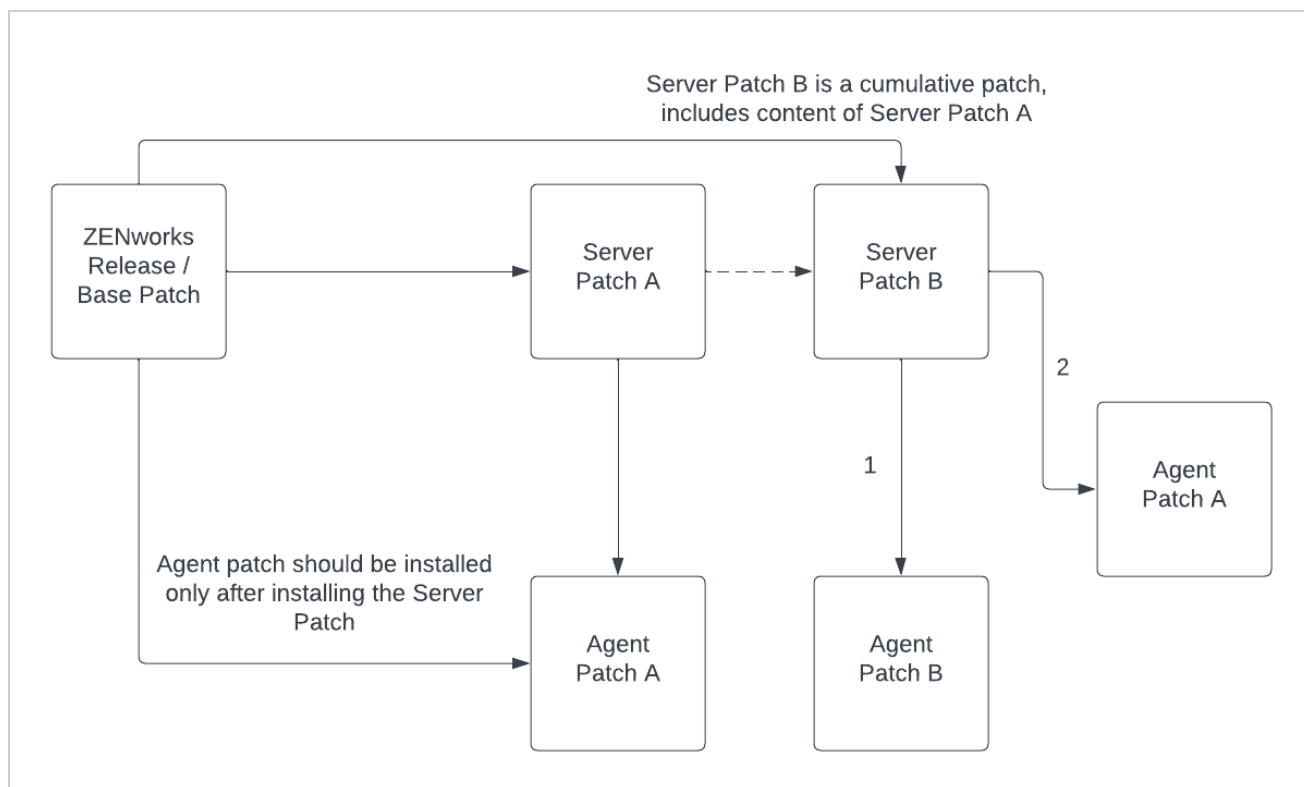 Server Patch B is a cumulative patch,
includes content of Server Patch A
ZENworks
Release /
Base Patch
Server
Patch A
Server
Patch B
2
1
Agent
Patch A
Agent patch should be installed
only after installing the Server
Patch
Agent
Patch A
Agent
Patch B